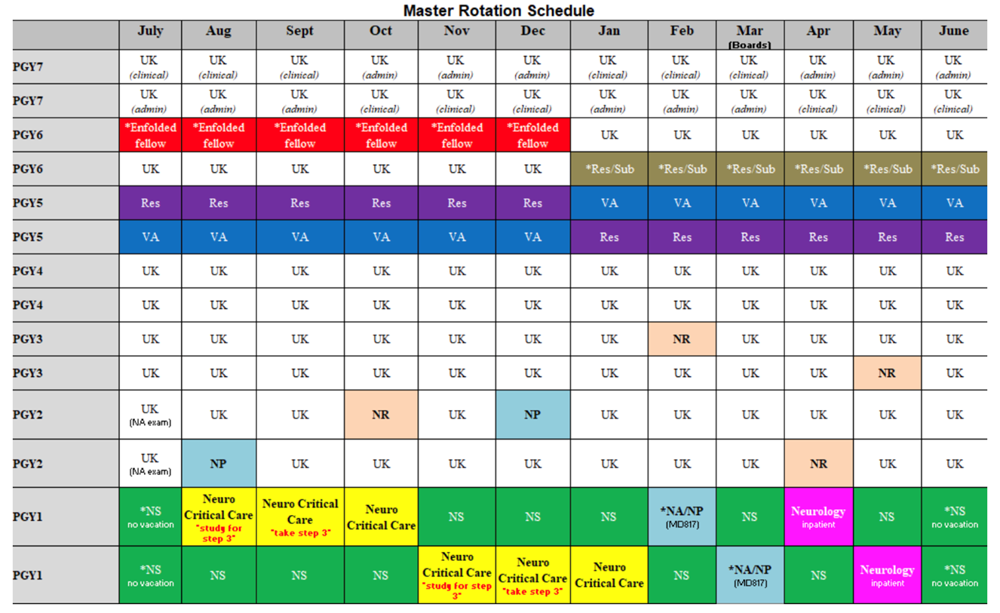 Master Rotation Schedule
July Aug Sept Oct Nov Dec Jan Feb Mar Apr May June
(Boards)
PGY7 UK UK UK UK UK UK UK UK UK UK UK UK
(clinical) (clinical) (clinical) (admin) (admin) (admin) (clinical) (clinical) (clinical) (admin) (admin) (admin)
PGY7 UK UK UK UK UK UK UK UK UK UK UK UK
(admin) (admin) (admin) (clinical) (clinical) (clinical) (admin) (admin) (admin) (clinical) (clinical) (clinical)
PGY6 *Enfolded *Enfolded *Enfolded *Enfolded *Enfolded *Enfolded UK UK UK UK UK UK
fellow fellow fellow fellow fellow fellow
PGY6 UK UK UK UK UK UK *Res/Sub *Res/Sub *Res/Sub *Res/Sub *Res/Sub *Res/Sub
PGY5 Res Res Res Res Res Res VA VA VA VA VA VA
PGY5 VA VA VA VA VA VA Res Res Res Res Res Res
PGY4 UK UK UK UK UK UK UK UK UK UK UK UK
PGY4 UK UK UK UK UK UK UK UK UK UK UK UK
PGY3 UK UK UK UK UK UK UK NR UK UK UK UK
PGY3 UK UK UK UK UK UK UK UK UK UK NR UK
PGY2 UK UK UK NR UK NP UK UK UK UK UK UK
(NA exam)
PGY2 UK NP UK UK UK UK UK UK UK NR UK UK
(NA exam)
PGY1 *NS Neuro Neuro Critical Neuro NS NS NS *NA/NP NS Neurology NS *NS
no vacation Critical Care Care Critical Care (MD817) inpatient no vacation
"study for "take step 3"
step 3"
PGY1 *NS NS NS NS Neuro Neuro Neuro NS *NA/NP NS Neurology *NS
no vacation Critical Care Critical Care Critical Care (MD817) inpatient no vacation
"study for step "take step 3"
3"